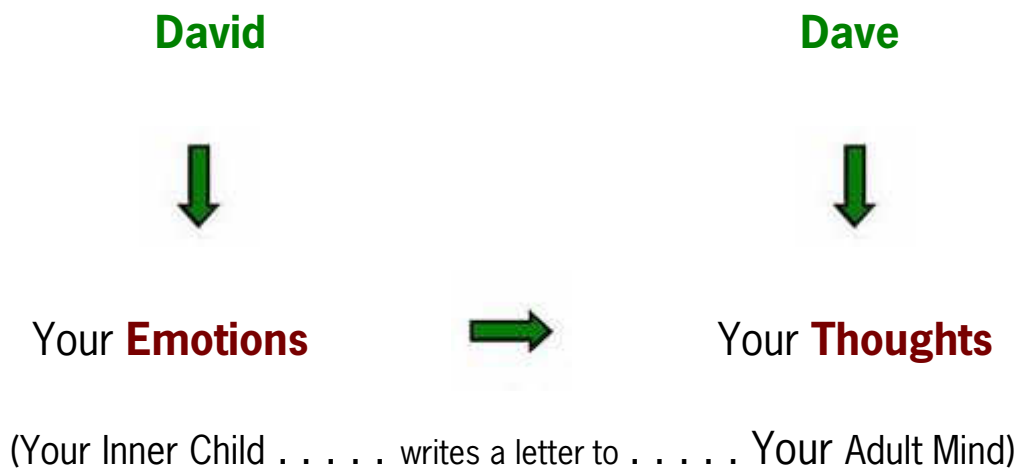 David Dave
Your Emotions Your Thoughts
(Your Inner Child . . . . . writes a letter to . . . . . Your Adult Mind)